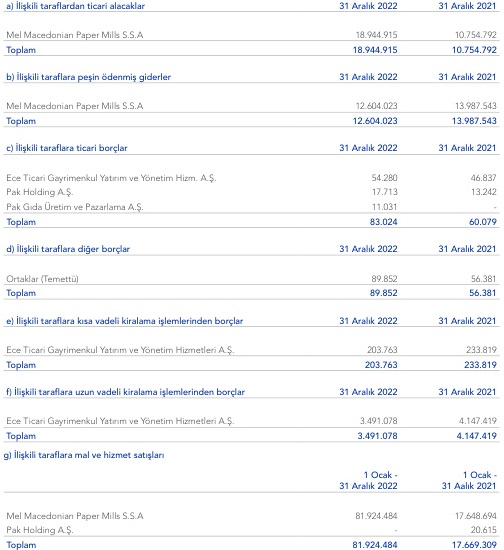 a) İlişkili taraflardan ticari alacaklar 31 Aralık 2022 31 Aralık 2021
Mel Macedonian Paper Mills S.S.A 18.944.915 10.754.792
Toplam 18.944.915 10.754.792
b) İlişkili taraflara peşin ödenmiş giderler 31 Aralık 2022 31 Aralık 2021
Mel Macedonian Paper Mills S.S.A 12.604.023 13.987.543
Toplam 12.604.023 13.987.543
c) İlişkili taraflara ticari borçlar 31 Aralık 2022 31 Aralık 2021
Ece Ticari Gayrimenkul Yatırım ve Yönetim Hizm. A.Ş. 54.280 46.837
Pak Holding A.Ş. 17.713 13.242
Pak Gıda Üretim ve Pazarlama A.Ş. 11.031 -
Toplam 83.024 60.079
d) İlişkili taraflara diğer borçlar 31 Aralık 2022 31 Aralık 2021
Ortaklar (Temettü) 89.852 56.381
Toplam 89.852 56.381
e) İlişkili taraflara kısa vadeli kiralama işlemlerinden borçlar 31 Aralık 2022 31 Aralık 2021
Ece Ticari Gayrimenkul Yatırım ve Yönetim Hizmetleri A.Ş. 203.763 233.819
Toplam 203.763 233.819
f) İlişkili taraflara uzun vadeli kiralama işlemlerinden borçlar 31 Aralık 2022 31 Aralık 2021
Ece Ticari Gayrimenkul Yatırım ve Yönetim Hizmetleri A.Ş. 3.491.078 4.147.419
Toplam 3.491.078 4.147.419
g) İlişkili taraflara mal ve hizmet satışları
1 Ocak - 1 Ocak -
31 Aralık 2022 31 Aalık 2021
Mel Macedonian Paper Mills S.S.A 81.924.484 17.648.694
Pak Holding A.Ş. - 20.615
Toplam 81.924.484 17.669.309